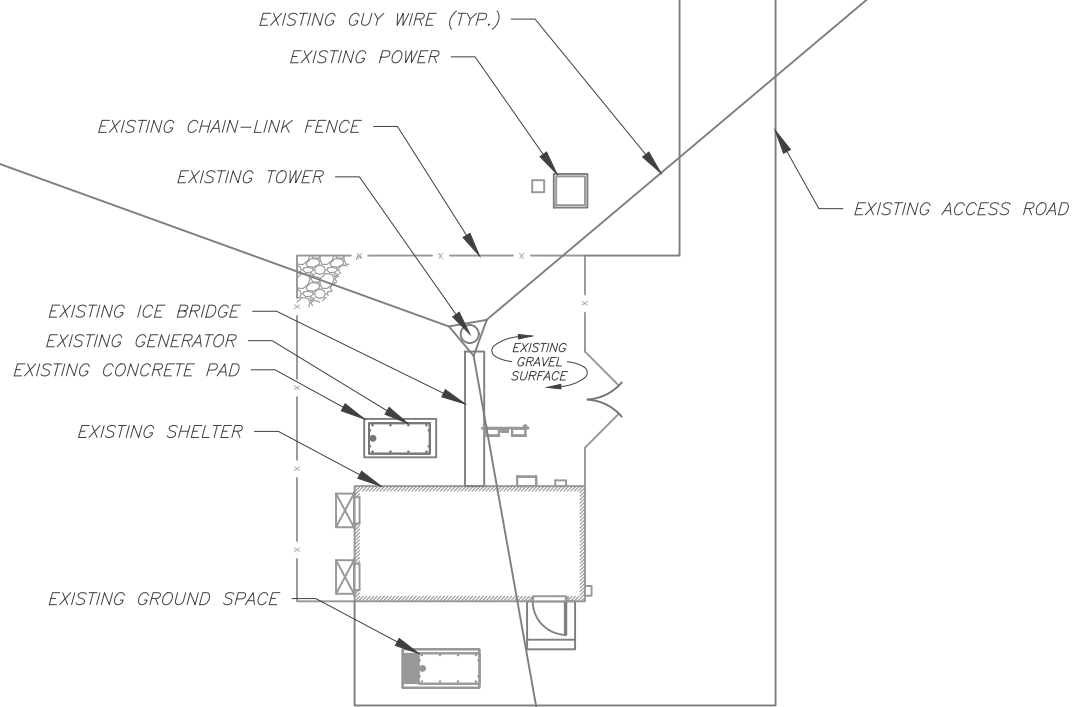 EXISTING GUY WIRE (TYP.)
EXISTING POWER
EXISTING CHAIN-LINK FENCE
EXISTING TOWER
EXISTING ACCESS ROAD
EXISTING ICE BRIDGE
EXISTING GENERATOR
EXISTING
GRAVEL
SURFACE
EXISTING CONCRETE PAD
EXISTING SHELTER
EXISTING GROUND SPACE